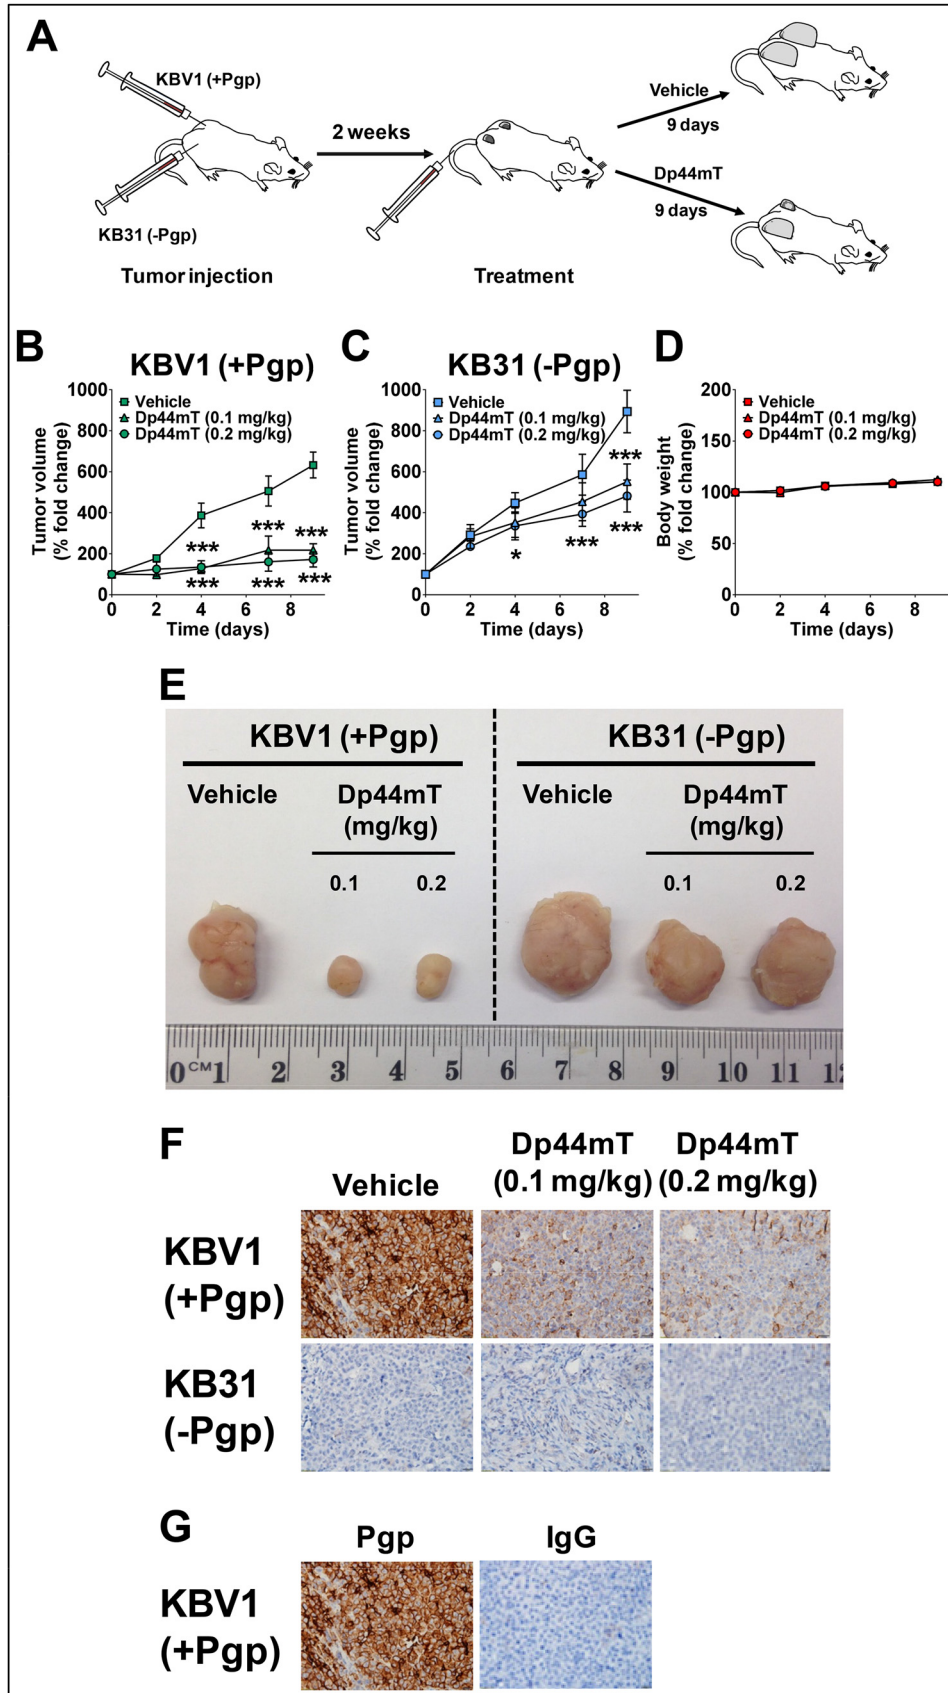 A
KBV1 (+Pgp)
KB31 (-Pgp)
Tumor injection
2 weeks
Treatment
Vehicle
9 days
Dp44mT
9 days
B
KBV1 (+Pgp)
Tumor volume
(% fold change)
1000
800
600
400
200
0
Vehicle
Dp44mT (0.1 mg/kg)
Dp44mT (0.2 mg/kg)
***
***
***
***
***
***
0
2
4
6
8
Time (days)
C
KB31 (-Pgp)
Tumor volume
(% fold change)
1000
800
600
400
200
0
Vehicle
Dp44mT (0.1 mg/kg)
Dp44mT (0.2 mg/kg)
***
*
***
***
0
2
4
6
8
Time (days)
D
Body weight
(% fold change)
200
150
100
50
0
Vehicle
Dp44mT (0.1 mg/kg)
Dp44mT (0.2 mg/kg)
0
2
4
6
8
Time (days)
E
KBV1 (+Pgp)
Vehicle
Dp44mT
(mg/kg)
0.1
0.2
KB31 (-Pgp)
Vehicle
Dp44mT
(mg/kg)
0.1
0.2
0 CM 1 2 3 4 5 6 7 8 9 10 11 12
F
Vehicle
Dp44mT
(0.1 mg/kg)
Dp44mT
(0.2 mg/kg)
KBV1
(+Pgp)
KB31
(-Pgp)
G
Pgp
IgG
KBV1
(+Pgp)